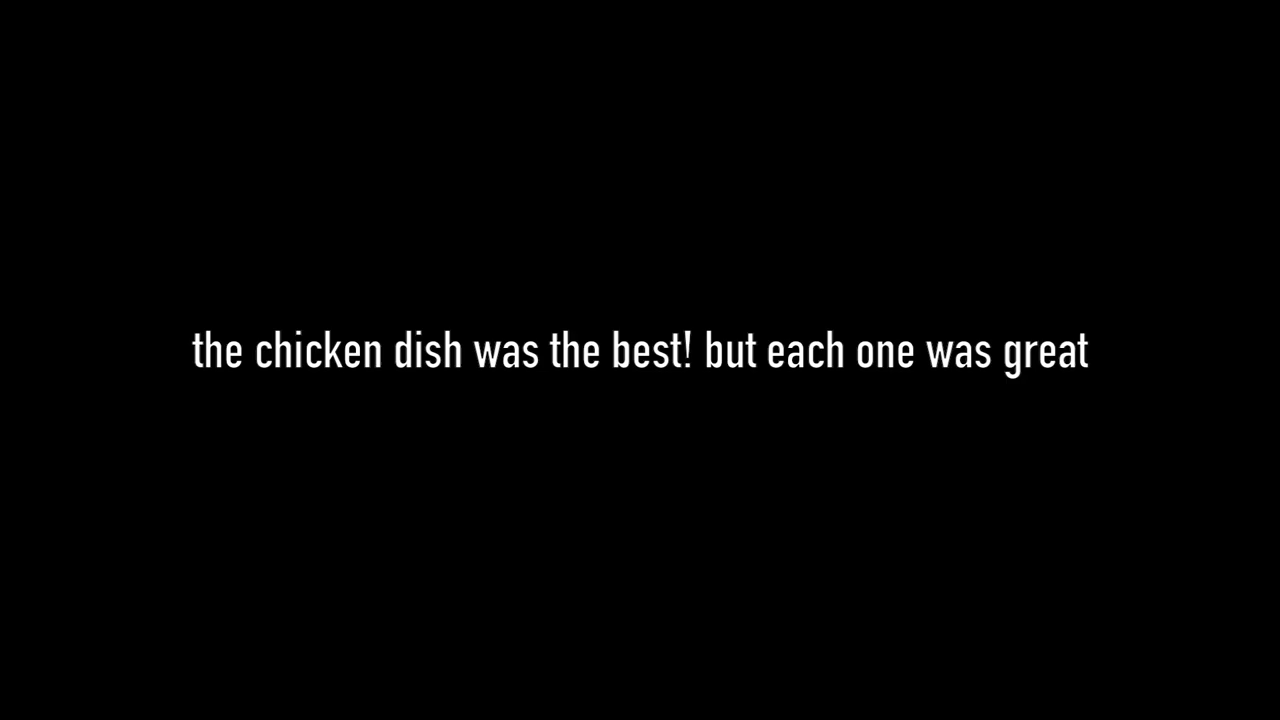 the chicken dish was the best! but each one was great